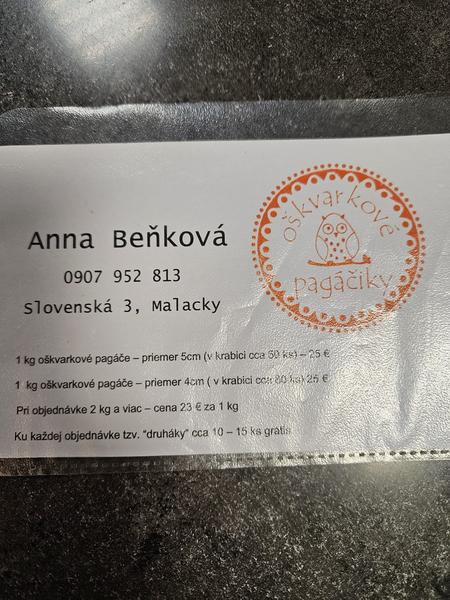 oškvarkové
pagáčiky
Anna Beňková
0907 952 813
Slovenská 3, Malacky
1 kg oškvarkové pagáče – priemer 5cm (v krabici cca 50 ks) – 25 €
1 kg oškvarkové pagáče – priemer 4cm ( v krabici cca 80 ks) 25 €
Pri objednávke 2 kg a viac – cena 23 € za 1 kg
Ku každej objednávke tzv. "druháky" cca 10 – 15 ks gratis